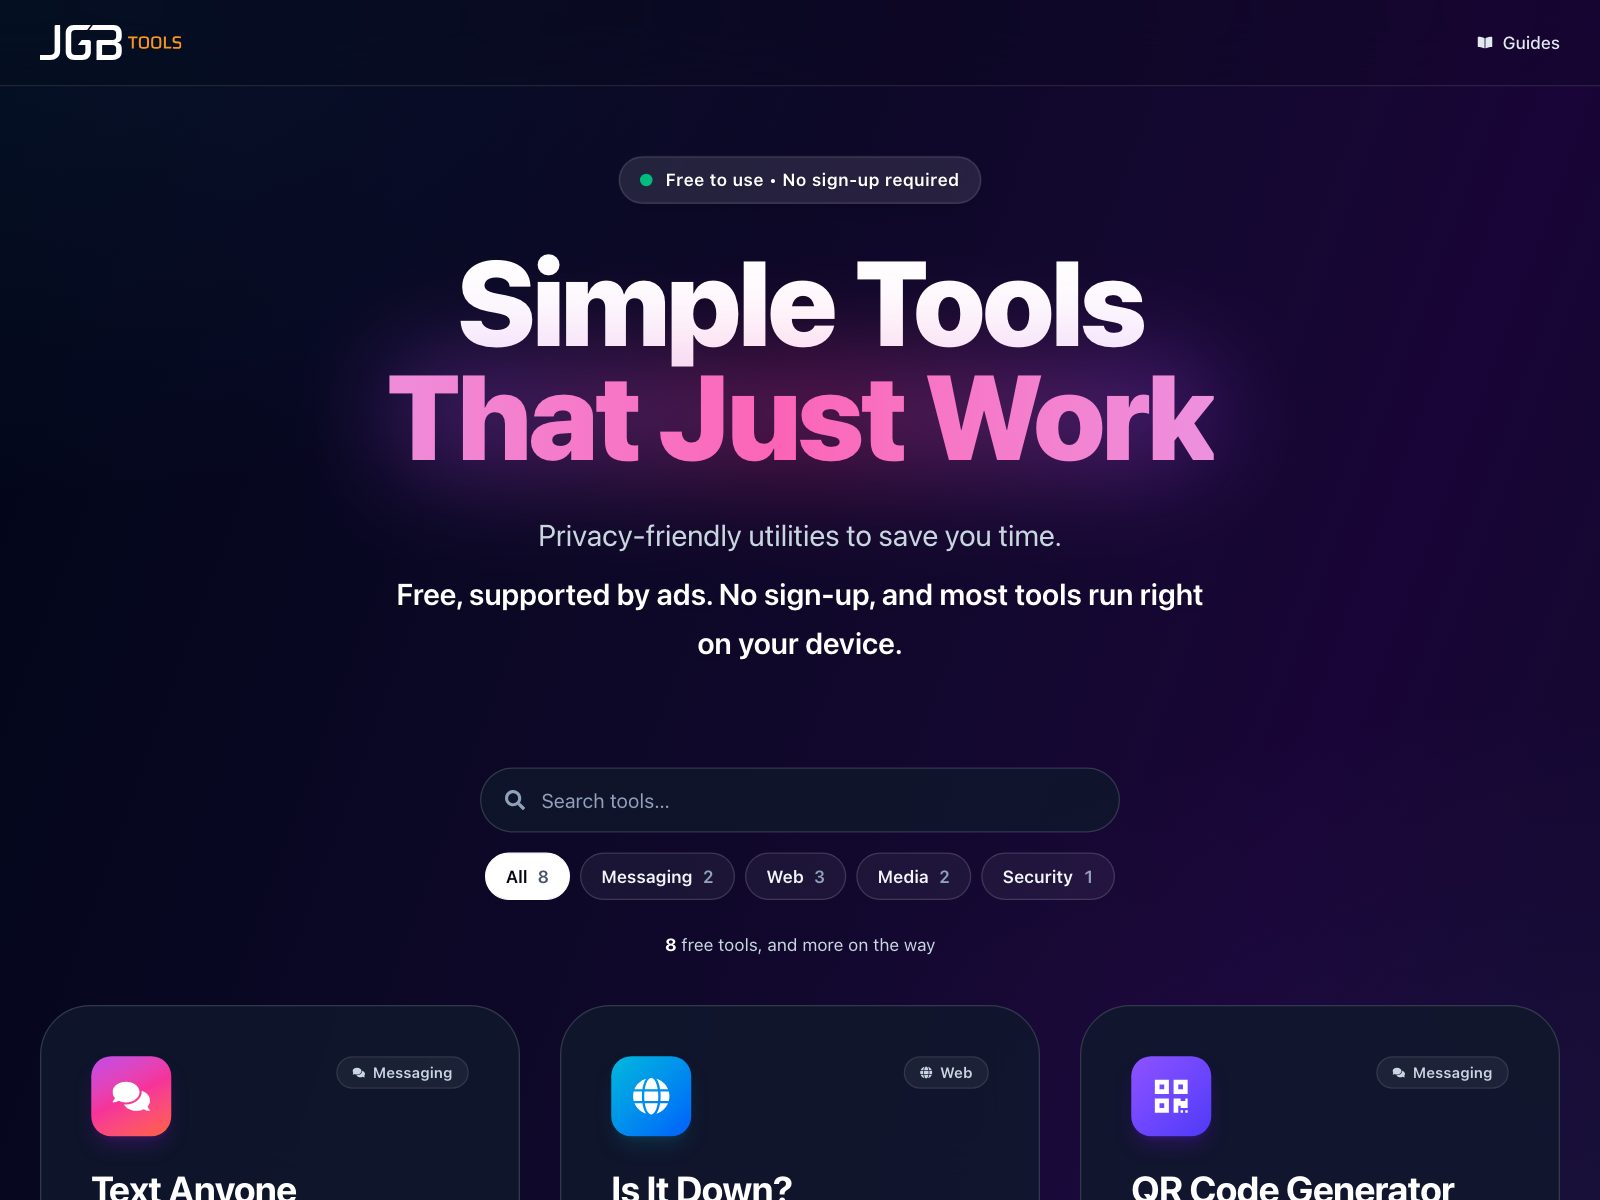 JGB TOOLS
Guides
Free to use • No sign-up required
Simple Tools
That Just Work
Privacy-friendly utilities to save you time.
Free, supported by ads. No sign-up, and most tools run right
on your device.
Search tools...
All 8 Messaging 2 Web 3 Media 2 Security 1
8 free tools, and more on the way
Messaging
Web
Messaging
Text Anyone
Is It Down?
QR Code Generator